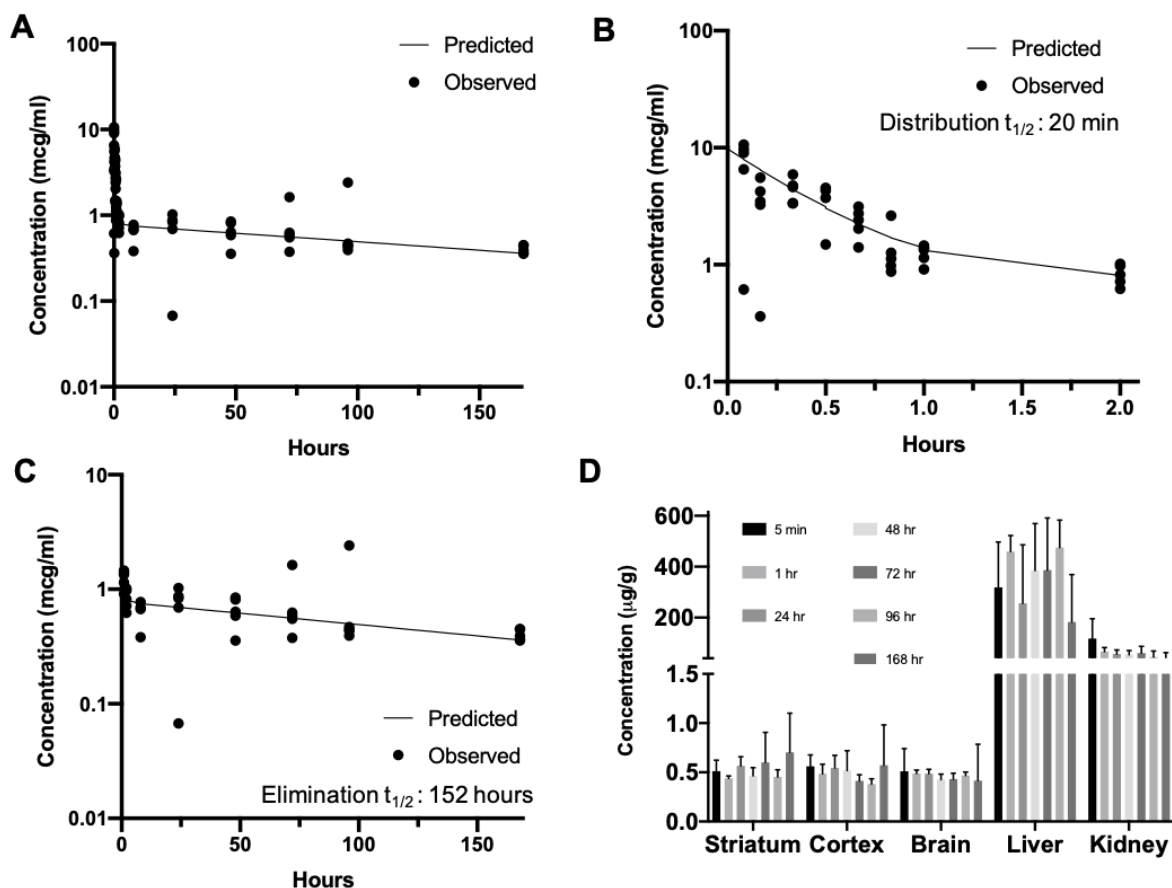 A
Concentration (mcg/ml)
100
10
1
0.1
0.01
0
50
100
150
Hours
Predicted
Observed
B
Concentration (mcg/ml)
100
10
1
0.1
0.0
0.5
1.0
1.5
2.0
Hours
Predicted
Observed
Distribution t1/2 : 20 min
C
Concentration (mcg/ml)
10
1
0.1
0.01
0
50
100
150
Hours
Predicted
Observed
Elimination t1/2 : 152 hours
D
Concentration (µg/g)
600
400
200
1.5
1.0
0.5
0.0
5 min
1 hr
24 hr
48 hr
72 hr
96 hr
168 hr
Striatum Cortex Brain Liver Kidney